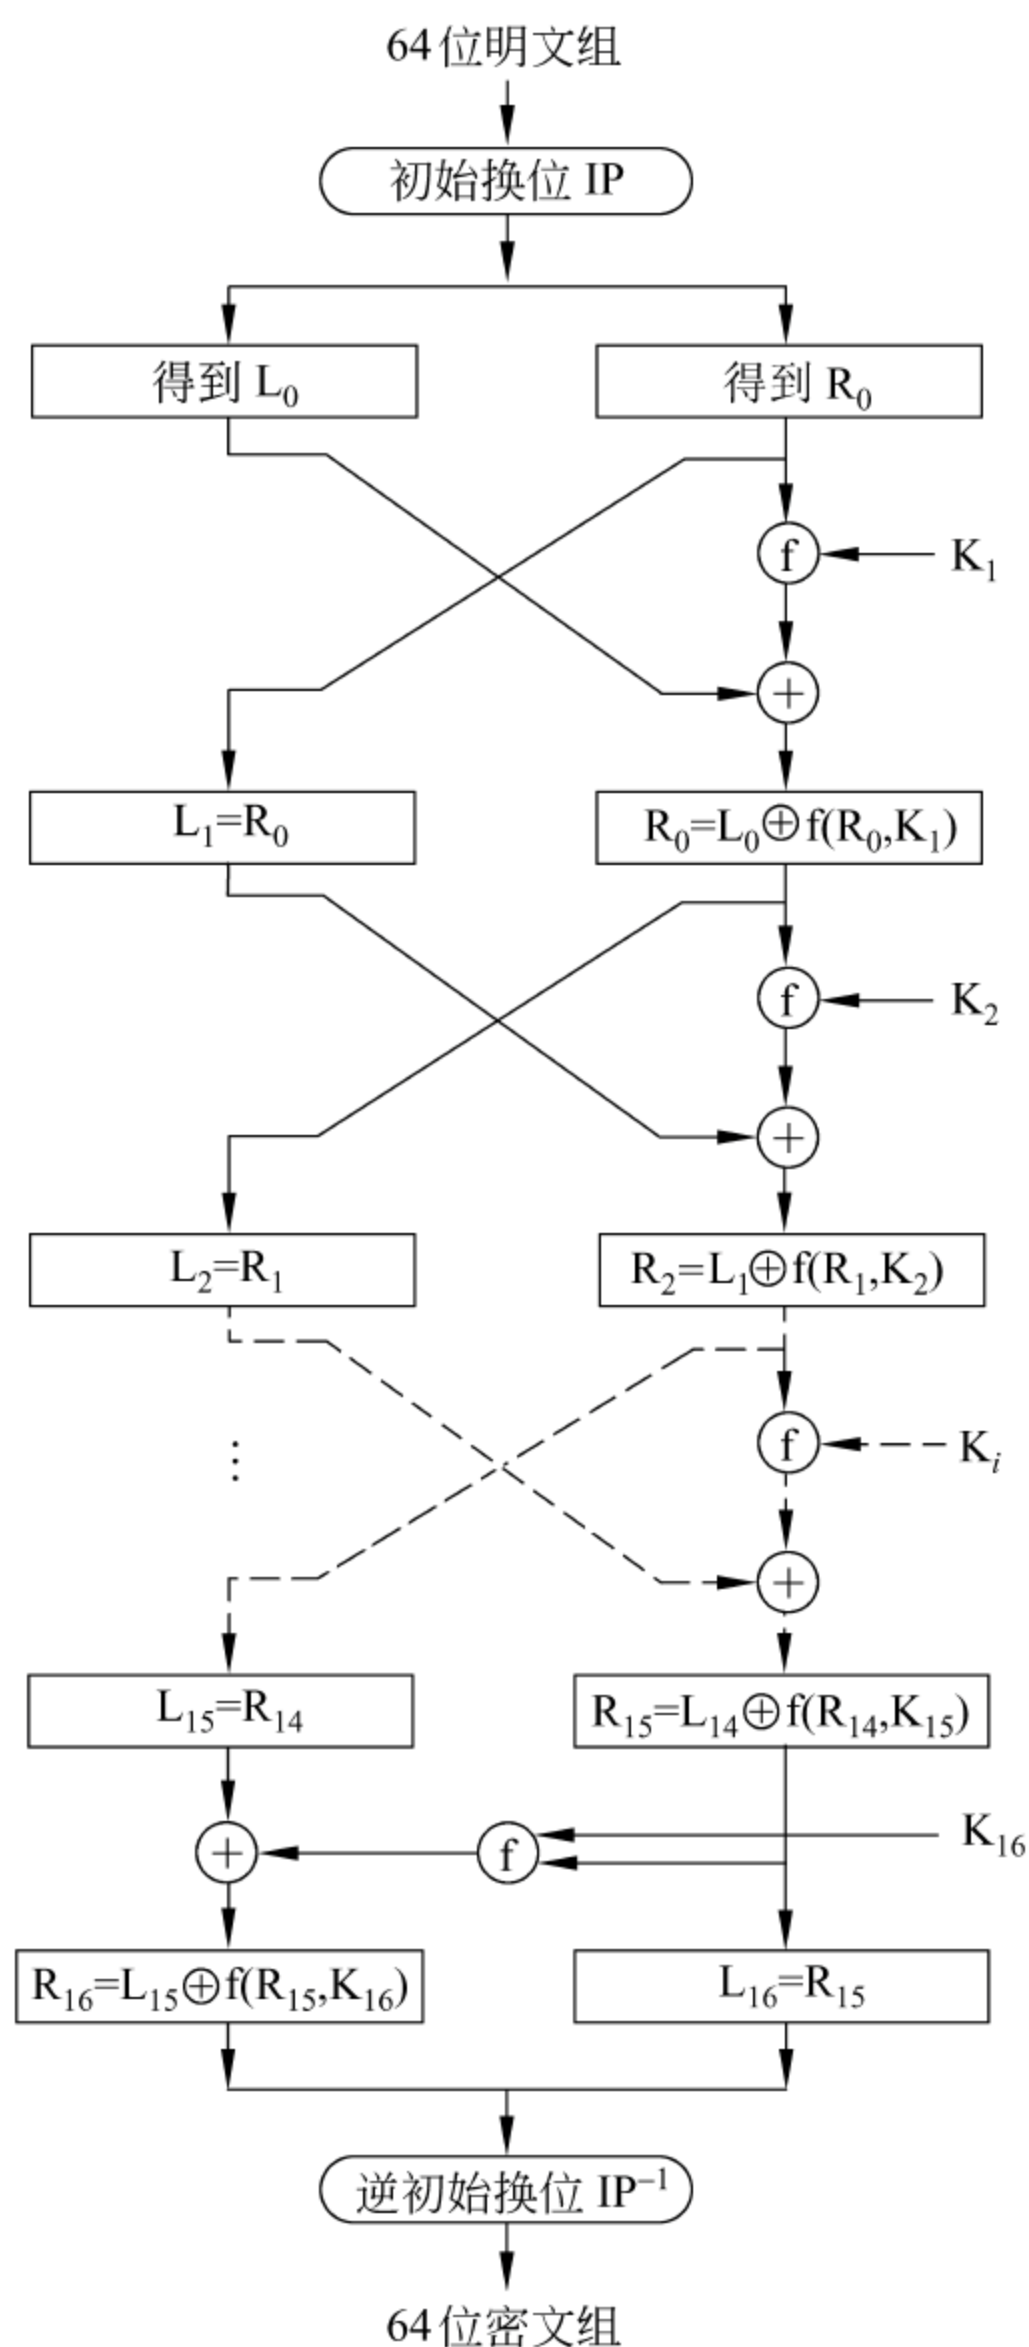 64位明文组
初始换位 IP
得到 L₀
得到 R₀
f
K₁
+
L₁=R₀
R₀=L₀⊕f(R₀,K₁)
f
K₂
+
L₂=R₁
R₂=L₁⊕f(R₁,K₂)
⋮
f
Kᵢ
+
L₁₅=R₁₄
R₁₅=L₁₄⊕f(R₁₄,K₁₅)
+
f
K₁₆
R₁₆=L₁₅⊕f(R₁₅,K₁₆)
L₁₆=R₁₅
逆初始换位 IP⁻¹
64位密文组